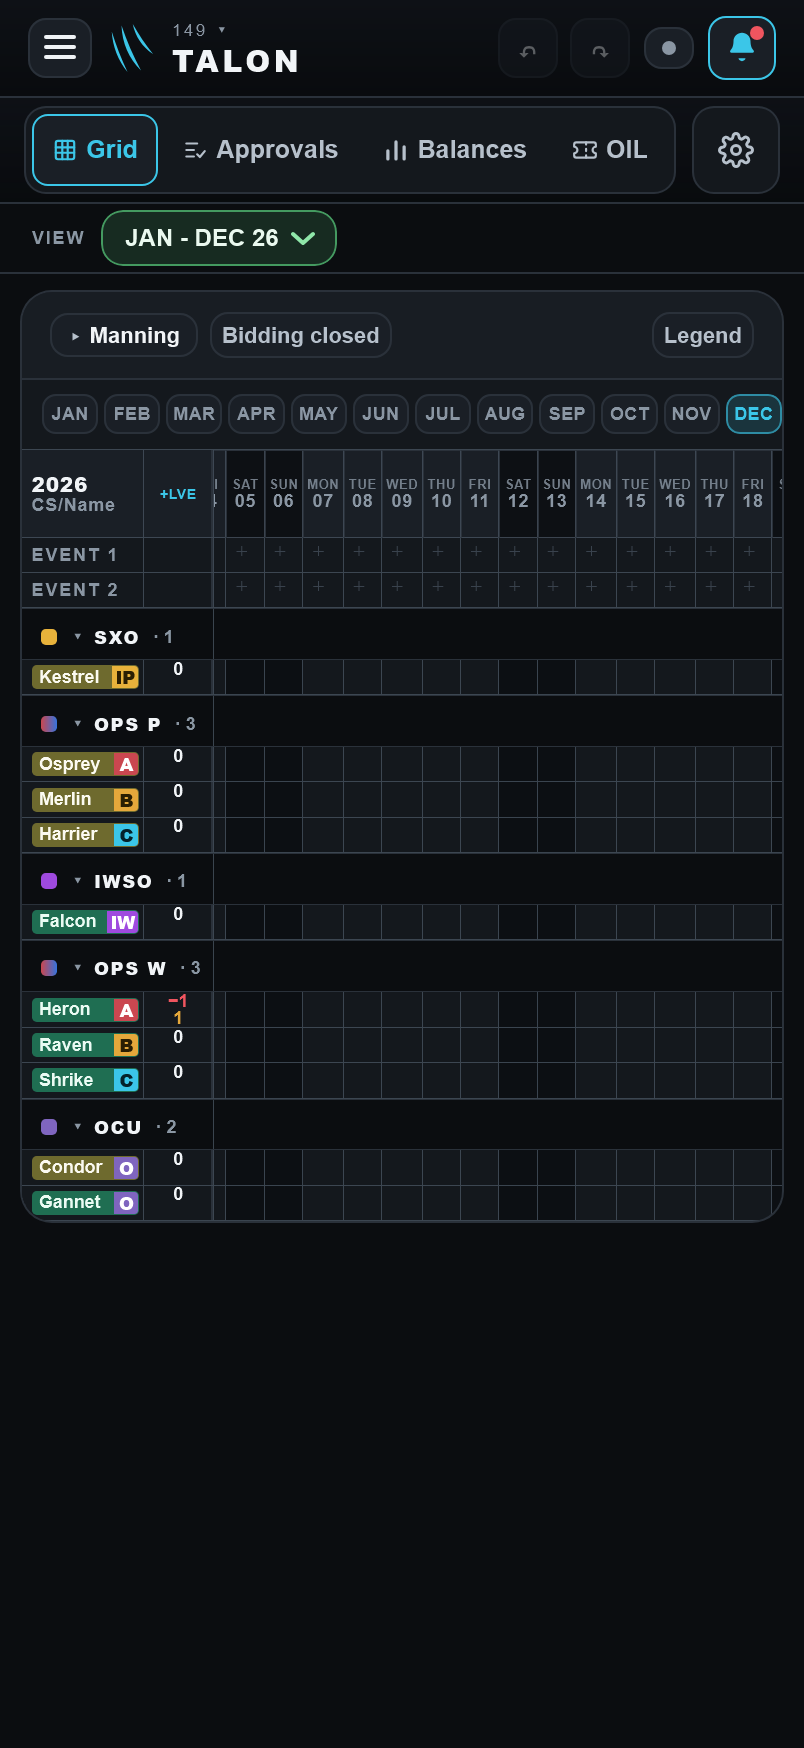 149 ▾
TALON
Grid Approvals Balances OIL
VIEW JAN - DEC 26
▸ Manning Bidding closed Legend
JAN FEB MAR APR MAY JUN JUL AUG SEP OCT NOV DEC
SAT SUN MON TUE WED THU FRI SAT SUN MON TUE WED THU FRI
2026 +LVE 05 06 07 08 09 10 11 12 13 14 15 16 17 18
CS/Name
EVENT 1 + + + + + + + + + + + + + +
EVENT 2 + + + + + + + + + + + + + +
▾ SXO · 1
Kestrel IP 0
▾ OPS P · 3
Osprey A 0
Merlin B 0
Harrier C 0
▾ IWSO · 1
Falcon IW 0
▾ OPS W · 3
Heron A −1
1
Raven B 0
Shrike C 0
▾ OCU · 2
Condor O 0
Gannet O 0